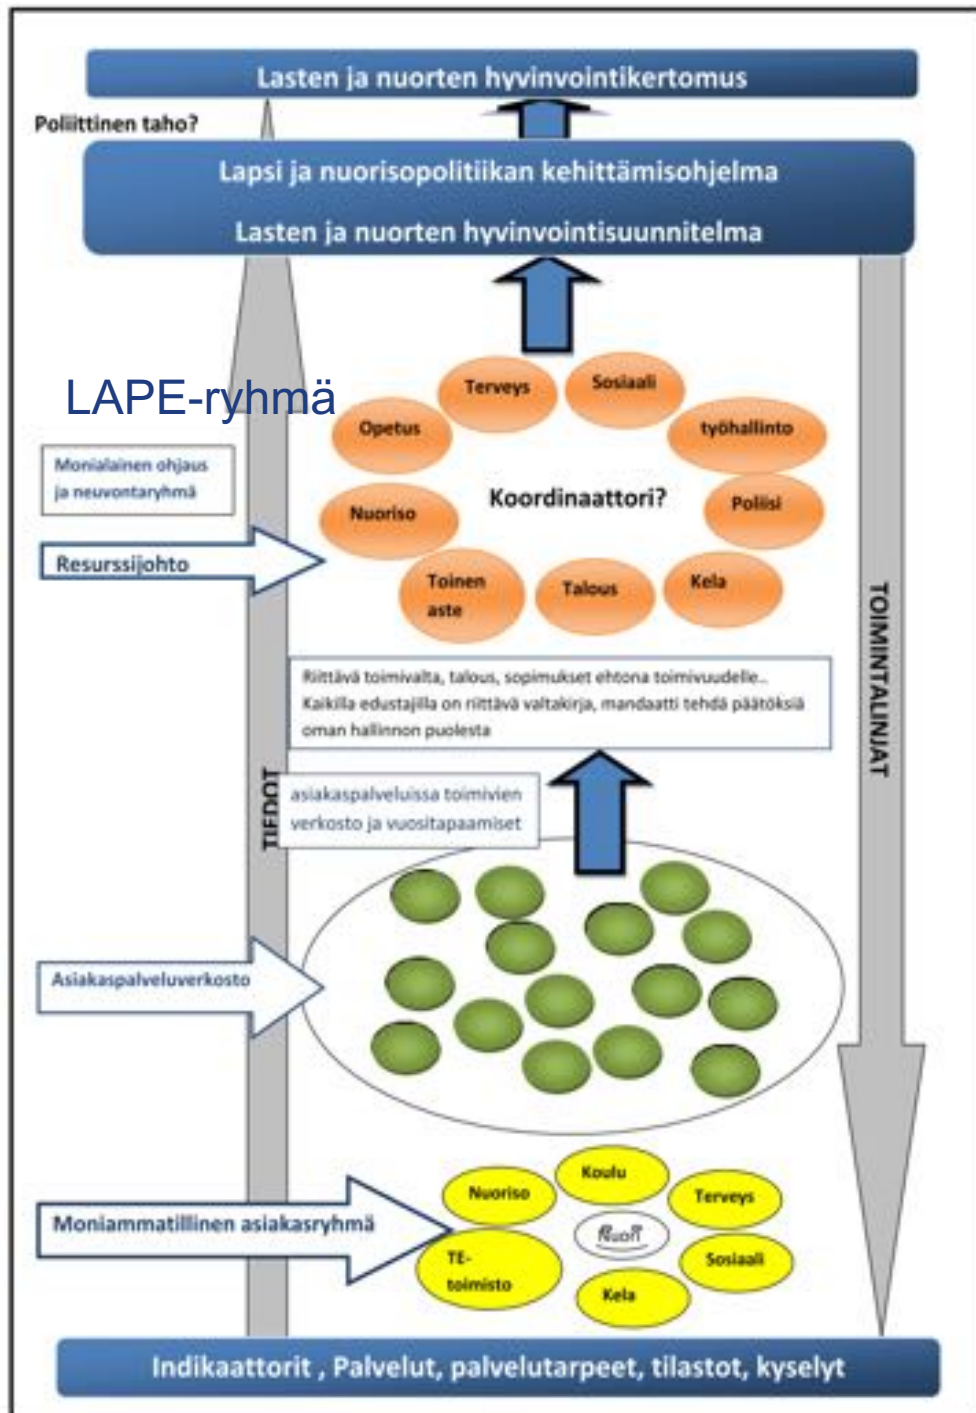 Lasten ja nuorten hyvinvointikertomus
Poliittinen taho?
Lapsi ja nuorisopolitiikan kehittämisohjelma
Lasten ja nuorten hyvinvointisuunnitelma
LAPE-ryhmä
Terveys
Sosiaali
Opetus
työhallinto
Monialainen ohjaus
ja neuvontaryhmä
Koordinaattori?
Nuoriso
Poliisi
Resurssijohto
Toinen
aste
Talous
Kela
TOIMINTALINJAT
Riittävä toimivalta, talous, sopimukset ehtona toimivuudelle..
Kaikilla edustajilla on riittävä valtakirja, mandaatti tehdä päätöksiä
oman hallinnon puolesta
TIEDOT
asiakaspalveluissa toimivien
verkosto ja vuositapaamiset
Asiakaspalveluverkosto
Moniammatillinen asiakasryhmä
Nuoriso
Koulu
Terveys
Nuori
TE-
toimisto
Sosiaali
Kela
Indikaattorit , Palvelut, palvelutarpeet, tilastot, kyselyt